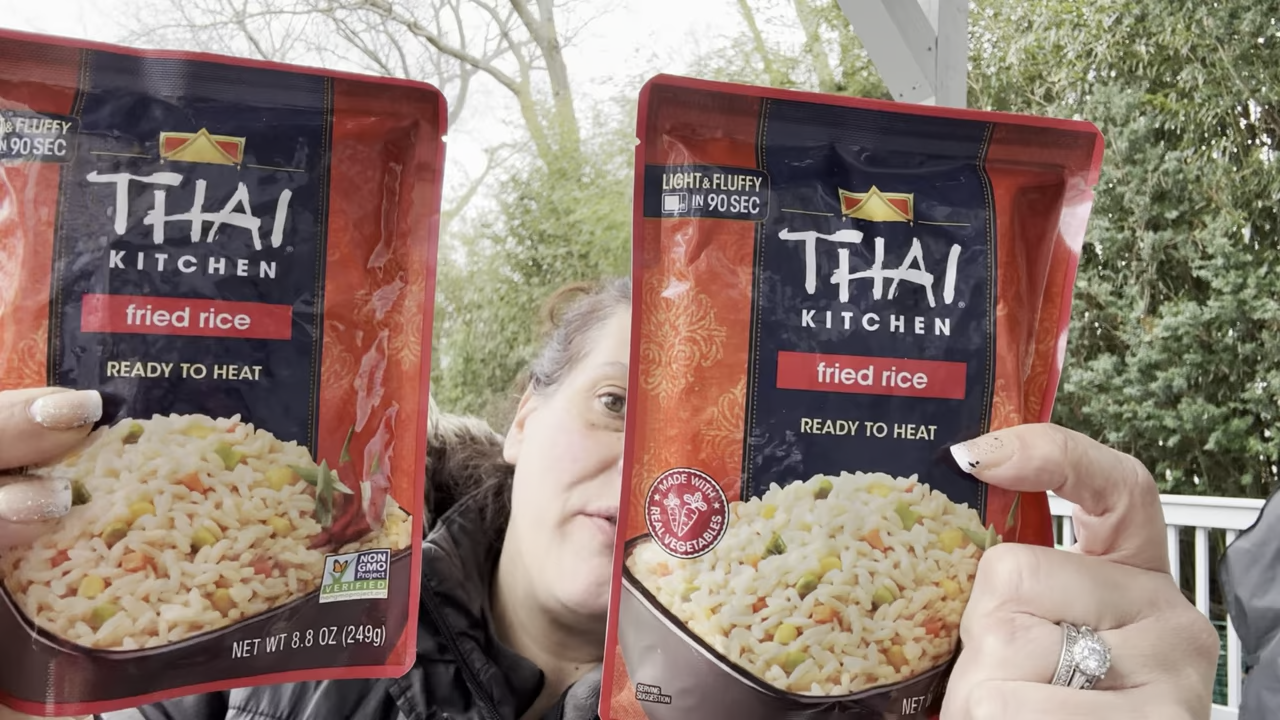 & FLUFFY
N 90 SEC
THAI
KITCHEN
fried rice
READY TO HEAT
NON
GMO
Project
VERIFIED
nongmoproject.org
NET WT 8.8 OZ (249g)
LIGHT & FLUFFY
IN 90 SEC
THAI
KITCHEN
fried rice
READY TO HEAT
MADE WITH
REAL VEGETABLES
SERVING
SUGGESTION
NET